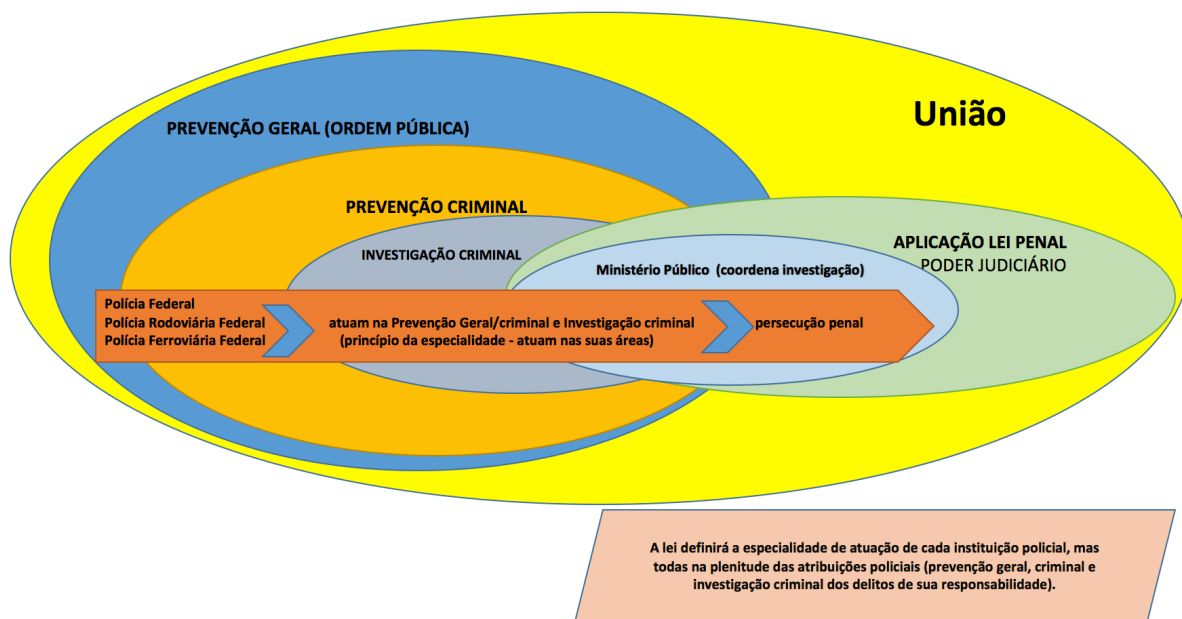 União
PREVENÇÃO GERAL (ORDEM PÚBLICA)
PREVENÇÃO CRIMINAL
INVESTIGAÇÃO CRIMINAL
APLICAÇÃO LEI PENAL
PODER JUDICIÁRIO
Ministério Público (coordena investigação)
Polícia Federal
Polícia Rodoviária Federal
Polícia Ferroviária Federal
atuam na Prevenção Geral/criminal e Investigação criminal
(princípio da especialidade - atuam nas suas áreas)
persecução penal
A lei definirá a especialidade de atuação de cada instituição policial, mas
todas na plenitude das atribuições policiais (prevenção geral, criminal e
investigação criminal dos delitos de sua responsabilidade).